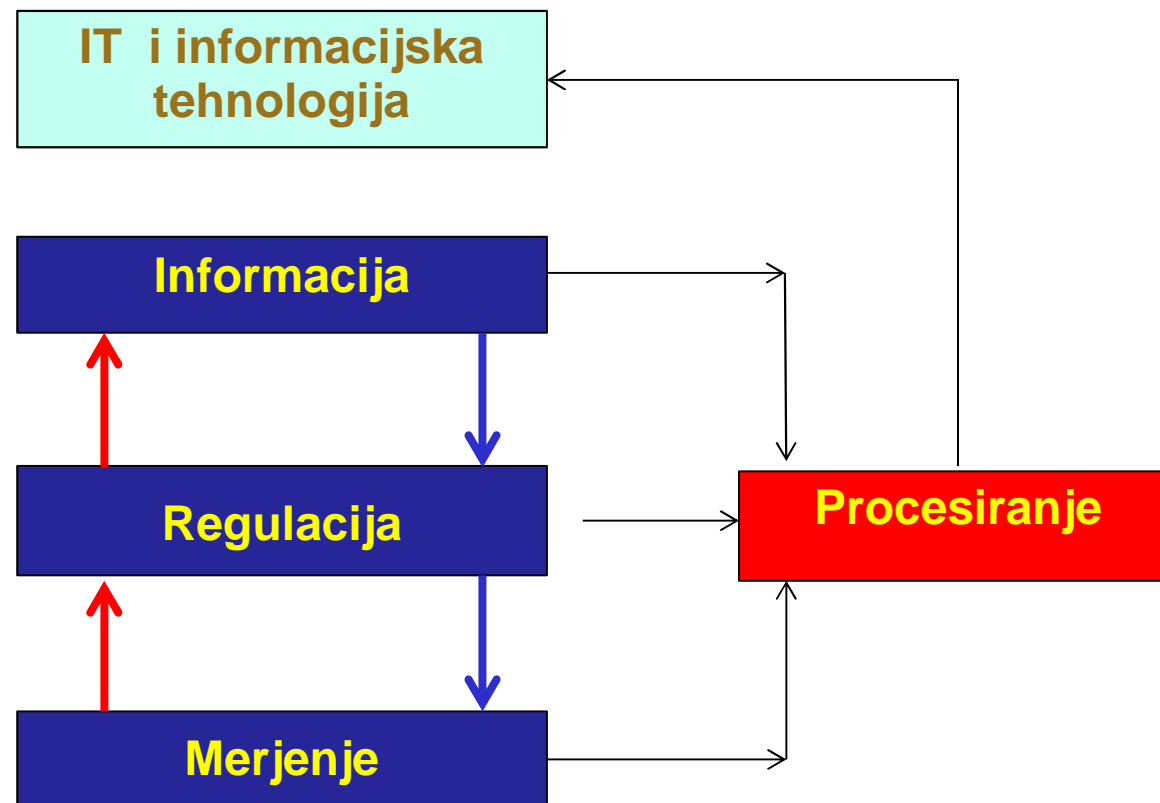 IT i informacijska
tehnologija
Informacija
Regulacija
Procesiranje
Merjenje